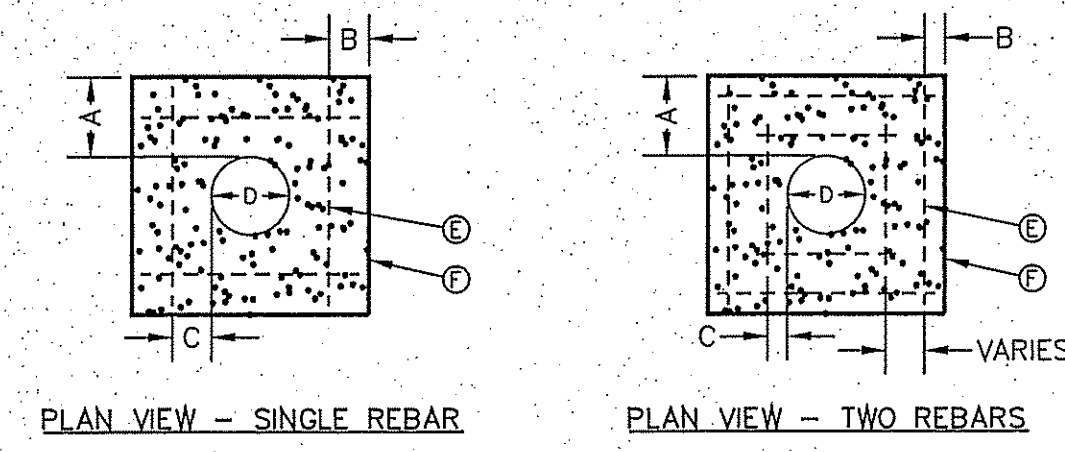 B
A
D
E
F
C
PLAN VIEW - SINGLE REBAR
B
A
D
E
F
C
VARIES
PLAN VIEW - TWO REBARS